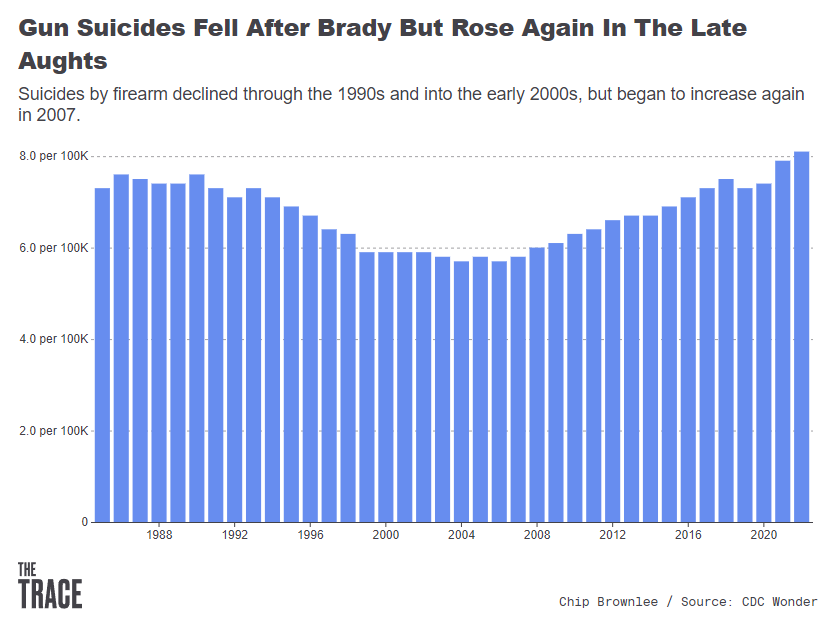 Gun Suicides Fell After Brady But Rose Again In The Late
Aughts
Suicides by firearm declined through the 1990s and into the early 2000s, but began to increase again
in 2007.
8.0 per 100K
6.0 per 100K
4.0 per 100K
2.0 per 100K
0
1988 1992 1996 2000 2004 2008 2012 2016 2020
THE
TRACE
Chip Brownlee / Source: CDC Wonder